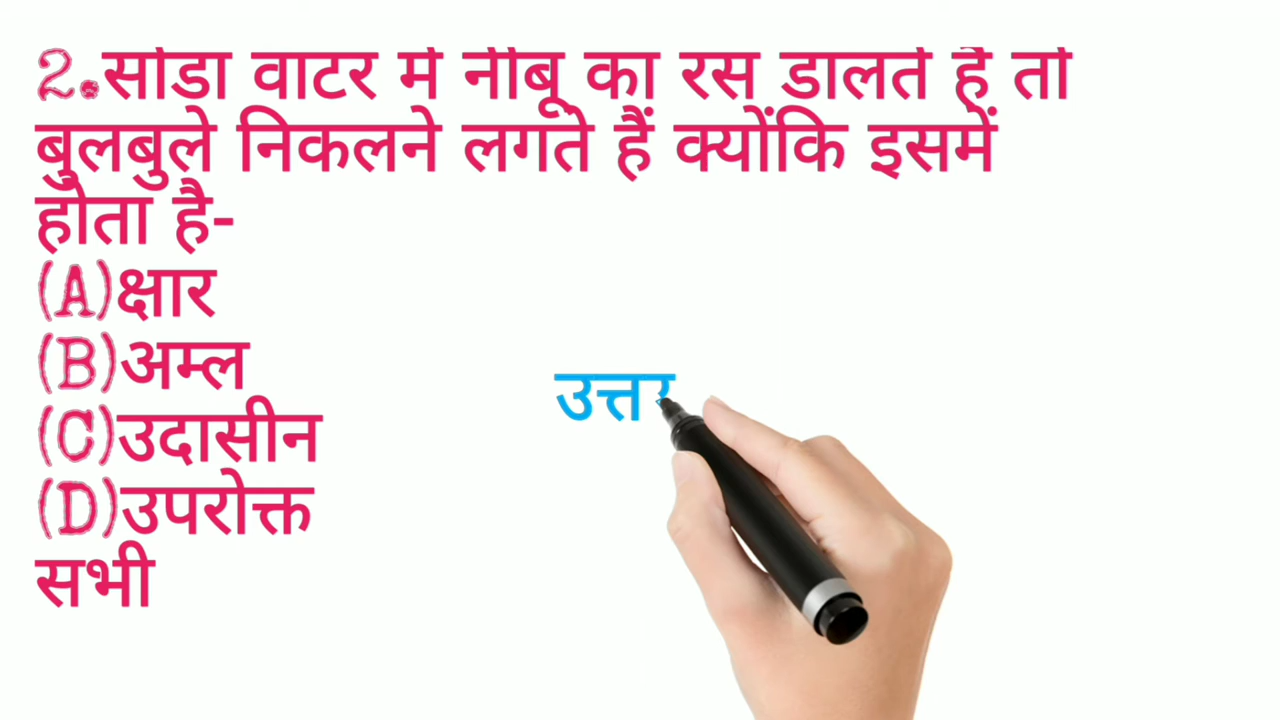 2.सोडा वाटर में नींबू का रस डालते हैं तो
बुलबुले निकलने लगते हैं क्योंकि इसमें
होता है-
(A)क्षार
(B)अम्ल
(C)उदासीन
(D)उपरोक्त
सभी
उत्तर